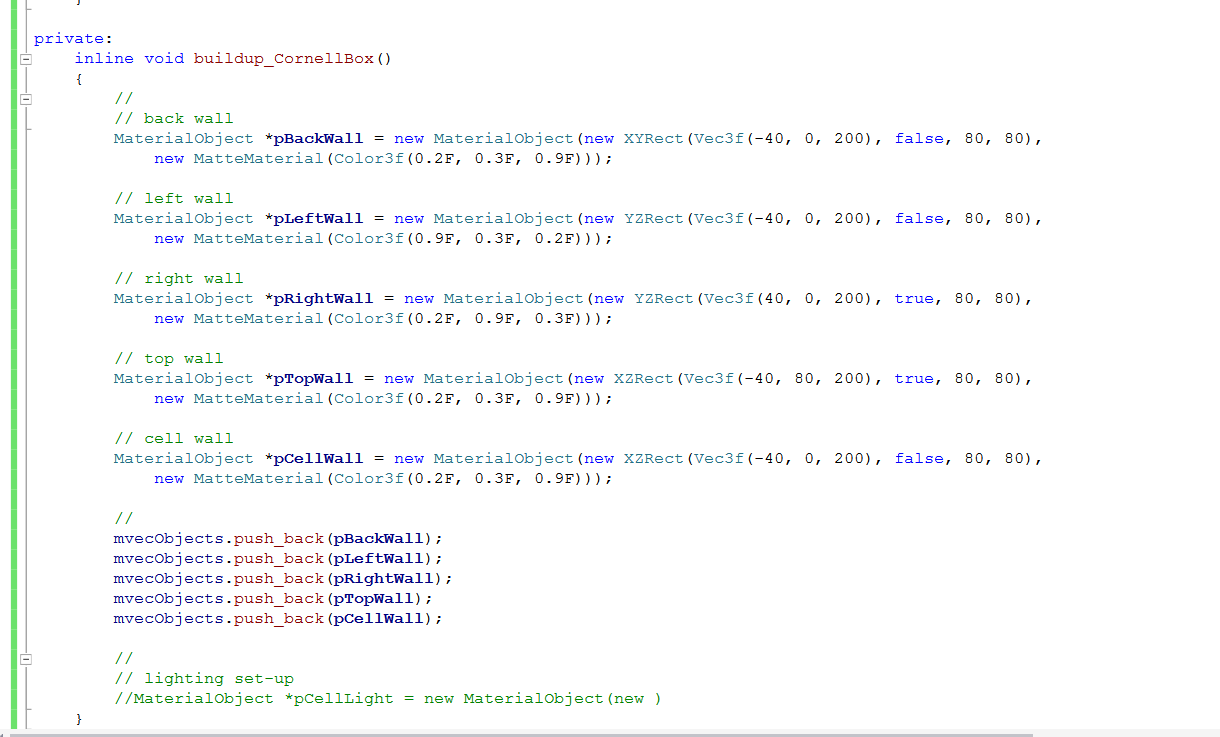 }
private:
inline void buildup_CornellBox()
{
//
// back wall
MaterialObject *pBackWall = new MaterialObject(new XYRect(Vec3f(-40, 0, 200), false, 80, 80),
new MatteMaterial(Color3f(0.2F, 0.3F, 0.9F)));
// left wall
MaterialObject *pLeftWall = new MaterialObject(new YZRect(Vec3f(-40, 0, 200), false, 80, 80),
new MatteMaterial(Color3f(0.9F, 0.3F, 0.2F)));
// right wall
MaterialObject *pRightWall = new MaterialObject(new YZRect(Vec3f(40, 0, 200), true, 80, 80),
new MatteMaterial(Color3f(0.2F, 0.9F, 0.3F)));
// top wall
MaterialObject *pTopWall = new MaterialObject(new XZRect(Vec3f(-40, 80, 200), true, 80, 80),
new MatteMaterial(Color3f(0.2F, 0.3F, 0.9F)));
// cell wall
MaterialObject *pCellWall = new MaterialObject(new XZRect(Vec3f(-40, 0, 200), false, 80, 80),
new MatteMaterial(Color3f(0.2F, 0.3F, 0.9F)));
//
mvecObjects.push_back(pBackWall);
mvecObjects.push_back(pLeftWall);
mvecObjects.push_back(pRightWall);
mvecObjects.push_back(pTopWall);
mvecObjects.push_back(pCellWall);
//
// lighting set-up
//MaterialObject *pCellLight = new MaterialObject(new )
}